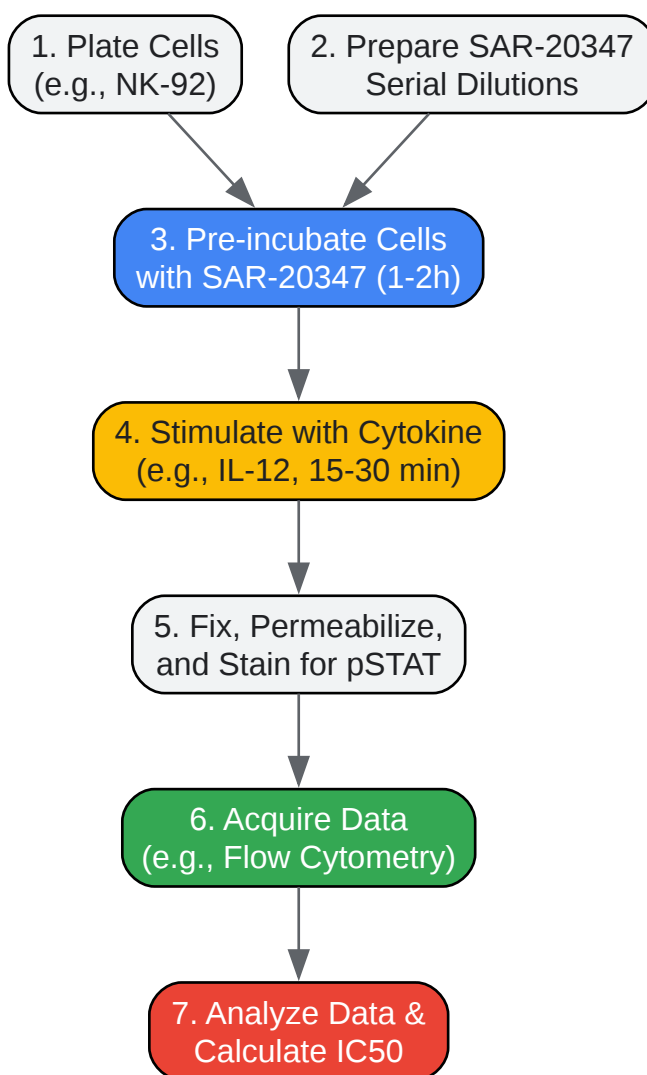 1. Plate Cells
(e.g., NK-92)
2. Prepare SAR-20347
Serial Dilutions
3. Pre-incubate Cells
with SAR-20347 (1-2h)
4. Stimulate with Cytokine
(e.g., IL-12, 15-30 min)
5. Fix, Permeabilize,
and Stain for pSTAT
6. Acquire Data
(e.g., Flow Cytometry)
7. Analyze Data &
Calculate IC50